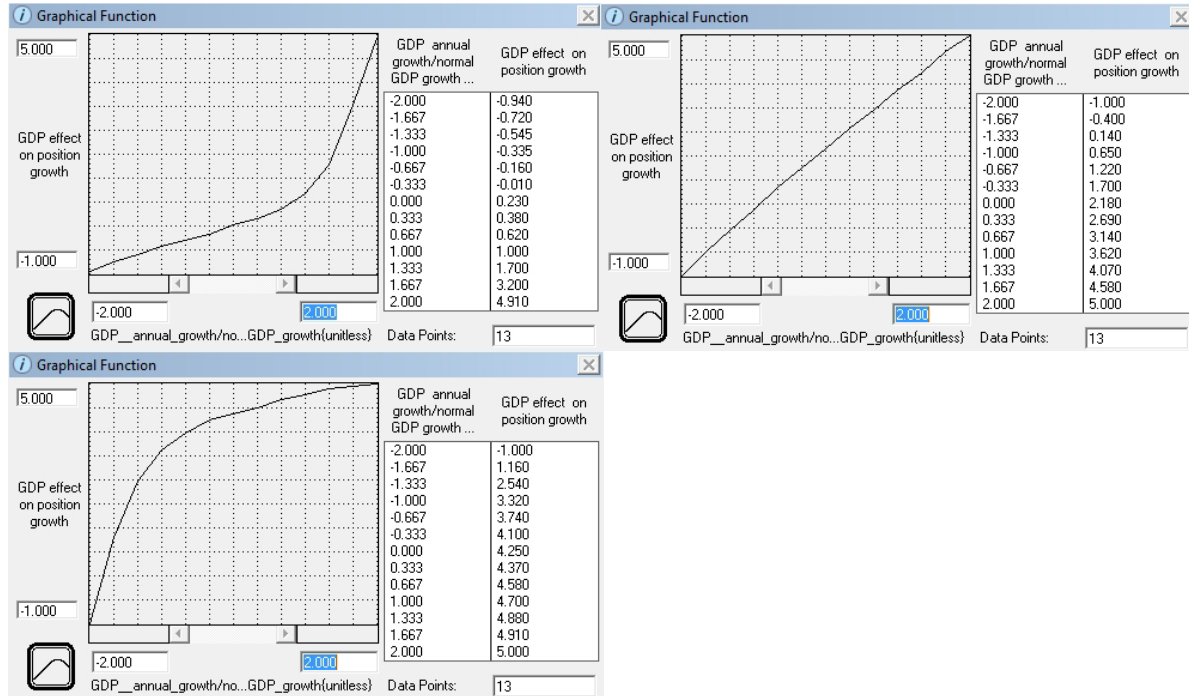 Graphical Function
5.000
GDP effect
on position
growth
-1.000
GDP annual
growth/normal
GDP growth ...
GDP effect on
position growth
-2.000 -0.940
-1.667 -0.720
-1.333 -0.545
-1.000 -0.335
-0.667 -0.160
-0.333 -0.010
0.000 0.230
0.333 0.380
0.667 0.620
1.000 1.000
1.333 1.700
1.667 3.200
2.000 4.910
-2.000 2.000
GDP__annual_growth/no...GDP_growth{unitless} Data Points: 13
Graphical Function
5.000
GDP effect
on position
growth
-1.000
GDP annual
growth/normal
GDP growth ...
GDP effect on
position growth
-2.000 -1.000
-1.667 -0.400
-1.333 0.140
-1.000 0.650
-0.667 1.220
-0.333 1.700
0.000 2.180
0.333 2.690
0.667 3.140
1.000 3.620
1.333 4.070
1.667 4.580
2.000 5.000
-2.000 2.000
GDP__annual_growth/no...GDP_growth{unitless} Data Points: 13
Graphical Function
5.000
GDP effect
on position
growth
-1.000
GDP annual
growth/normal
GDP growth ...
GDP effect on
position growth
-2.000 -1.000
-1.667 1.160
-1.333 2.540
-1.000 3.320
-0.667 3.740
-0.333 4.100
0.000 4.250
0.333 4.370
0.667 4.580
1.000 4.700
1.333 4.880
1.667 4.910
2.000 5.000
-2.000 2.000
GDP__annual_growth/no...GDP_growth{unitless} Data Points: 13